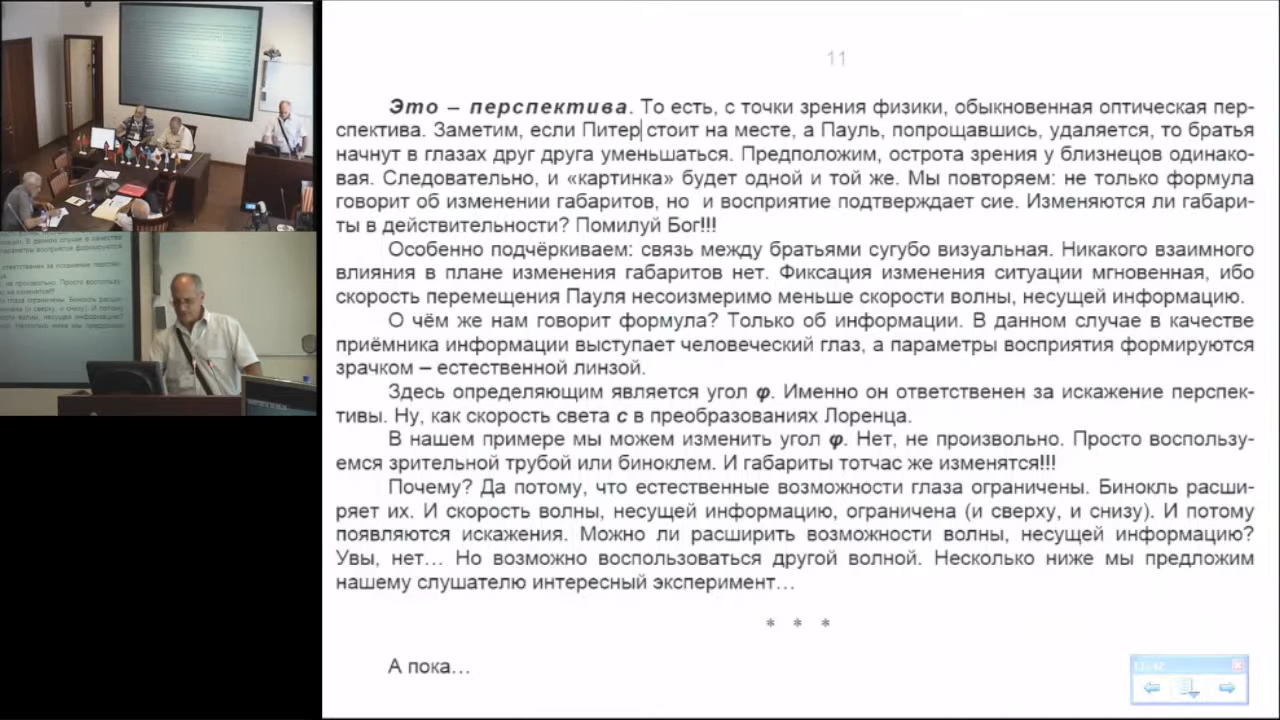 11
Это – перспектива. То есть, с точки зрения физики, обыкновенная оптическая пер-
спектива. Заметим, если Питер стоит на месте, а Пауль, попрощавшись, удаляется, то братья
начнут в глазах друг друга уменьшаться. Предположим, острота зрения у близнецов одинако-
вая. Следовательно, и «картинка» будет одной и той же. Мы повторяем: не только формула
говорит об изменении габаритов, но и восприятие подтверждает сие. Изменяются ли габари-
ты в действительности? Помилуй Бог!!!
Особенно подчёркиваем: связь между братьями сугубо визуальная. Никакого взаимного
влияния в плане изменения габаритов нет. Фиксация изменения ситуации мгновенная, ибо
скорость перемещения Пауля несоизмеримо меньше скорости волны, несущей информацию.
О чём же нам говорит формула? Только об информации. В данном случае в качестве
приёмника информации выступает человеческий глаз, а параметры восприятия формируются
зрачком – естественной линзой.
Здесь определяющим является угол φ. Именно он ответственен за искажение перспек-
тивы. Ну, как скорость света c в преобразованиях Лоренца.
В нашем примере мы можем изменить угол φ. Нет, не произвольно. Просто воспользу-
емся зрительной трубой или биноклем. И габариты тотчас же изменятся!!!
Почему? Да потому, что естественные возможности глаза ограничены. Бинокль расши-
ряет их. И скорость волны, несущей информацию, ограничена (и сверху, и снизу). И потому
появляются искажения. Можно ли расширить возможности волны, несущей информацию?
Увы, нет… Но возможно воспользоваться другой волной. Несколько ниже мы предложим
нашему слушателю интересный эксперимент…
* * *
А пока…